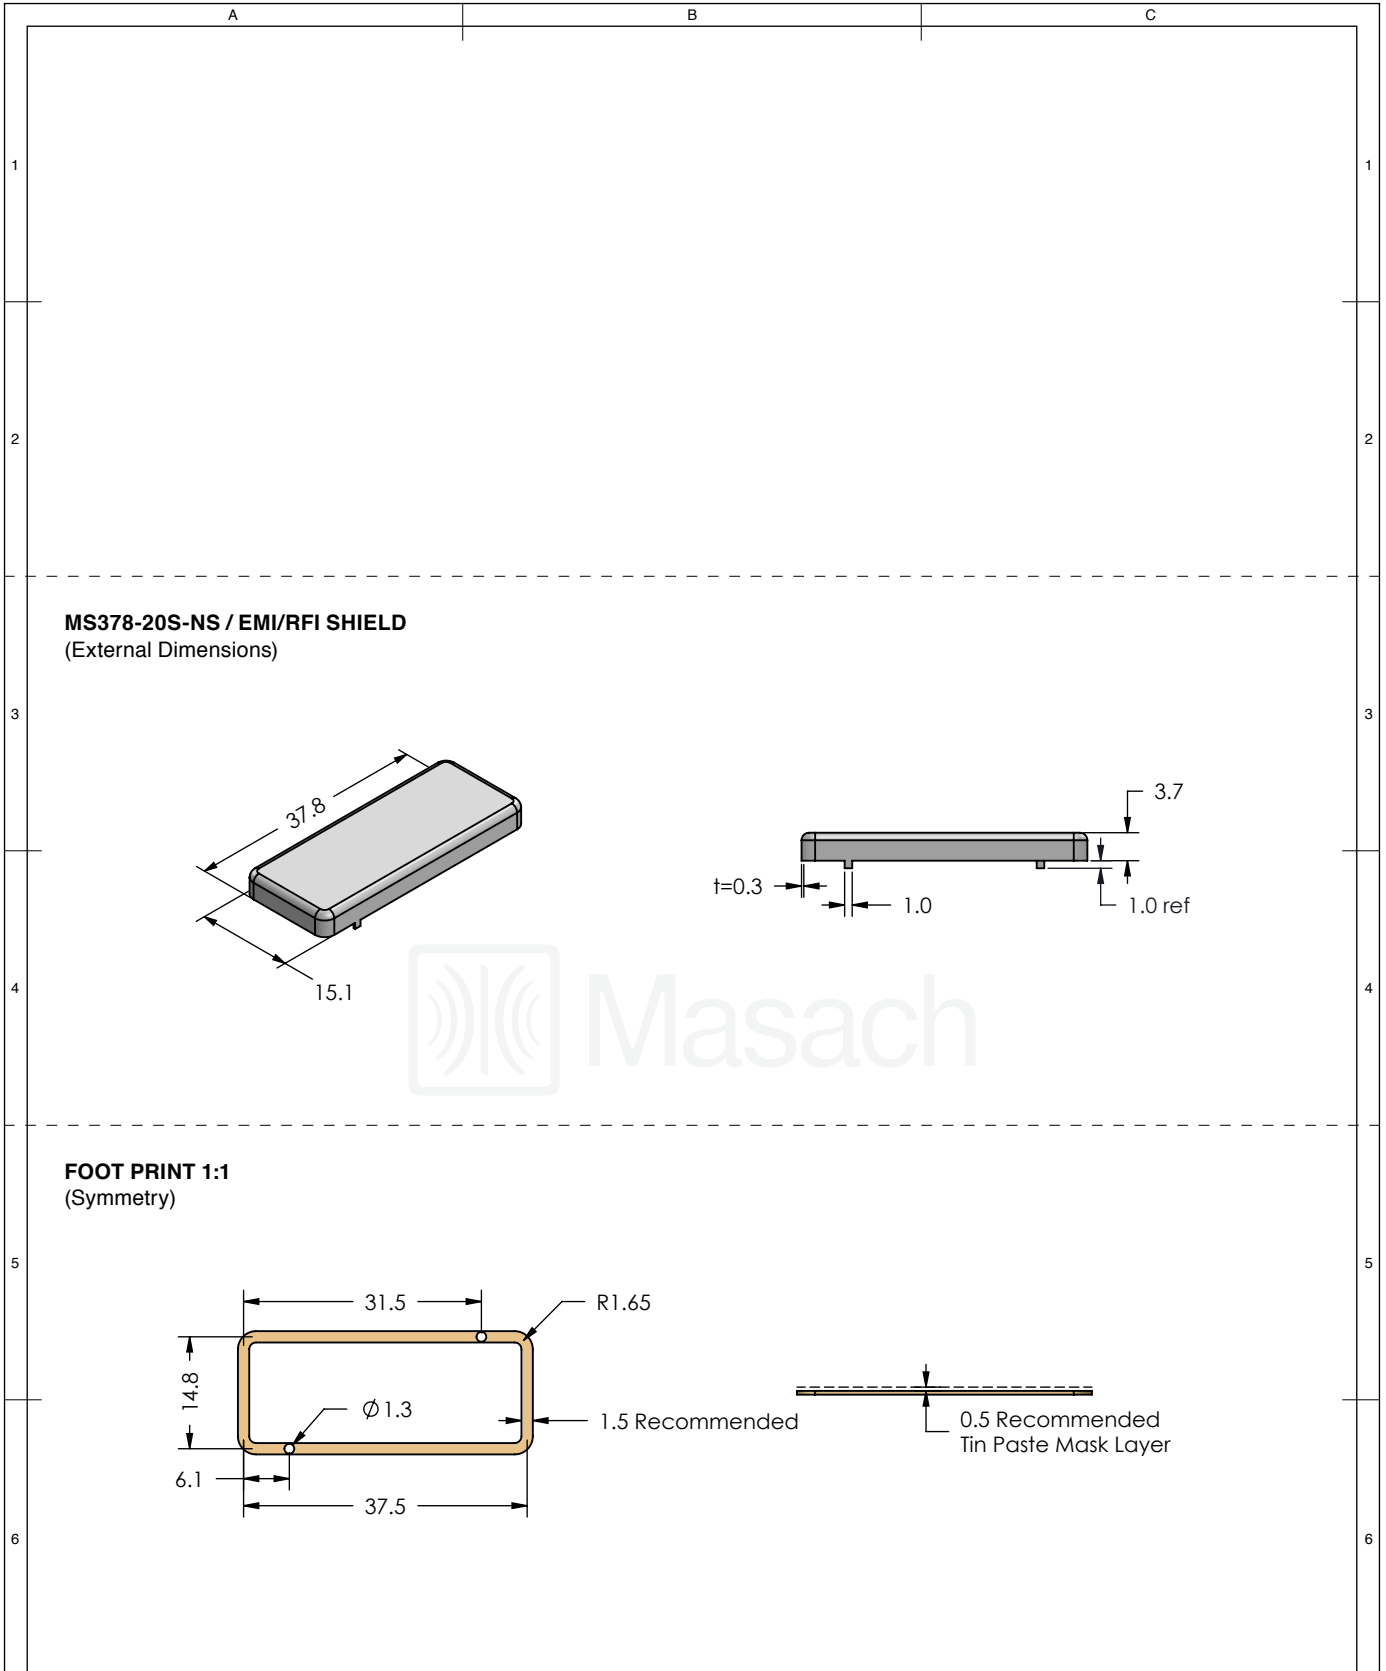 A
B
C
1
1
2
2
MS378-20S-NS / EMI/RFI SHIELD
(External Dimensions)
3
3
37.8
3.7
t=0.3
1.0
1.0 ref
15.1
4
4
Masach
FOOT PRINT 1:1
(Symmetry)
5
5
31.5
R1.65
14.8
Ø 1.3
1.5 Recommended
0.5 Recommended
Tin Paste Mask Layer
6.1
37.5
6
6